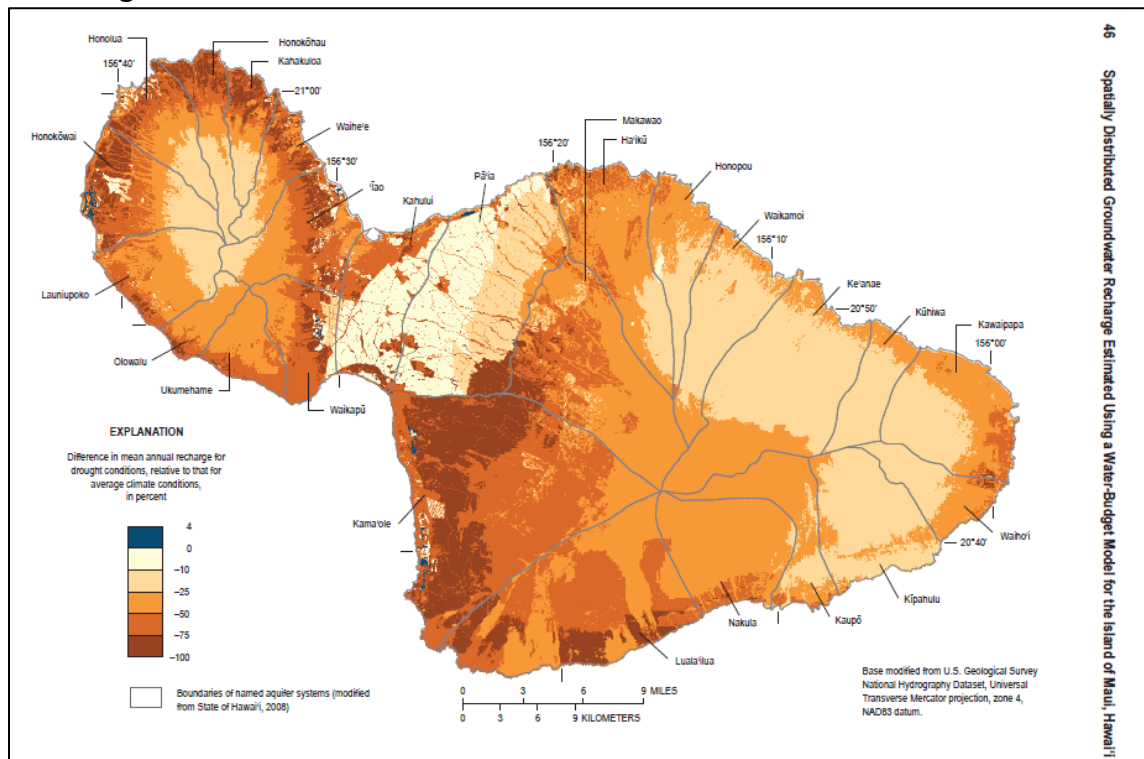 Honolua
Honokōhau
Kahakuloa
156°40'
21°00'
Honokōwai
Waihe'e
156°30'
'Īao
Kahului
Pā'ia
156°20'
Makawao
Ha'ikū
Honopou
Waikamoi
156°10'
Ke'anae
20°50'
Kūhiwa
Kawaipapa
156°00'
Launiupoko
Olowalu
Ukumehame
Waikapū
Kama'ole
Waiho'i
20°40'
Kīpahulu
Kaupō
Nakula
Luala'ilua
EXPLANATION
Difference in mean annual recharge for
drought conditions, relative to that for
average climate conditions,
in percent
4
0
–10
–25
–50
–75
–100
Boundaries of named aquifer systems (modified
from State of Hawai'i, 2008)
0 3 6 9 MILES
0 3 6 9 KILOMETERS
Base modified from U.S. Geological Survey
National Hydrography Dataset, Universal
Transverse Mercator projection, zone 4,
NAD83 datum.
46 Spatially Distributed Groundwater Recharge Estimated Using a Water-Budget Model for the Island of Maui, Hawai'i